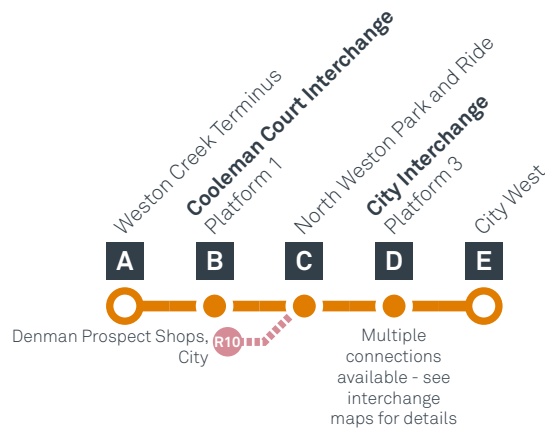 Weston Creek Terminus
Cooleman Court Interchange
Platform 1
North Weston Park and Ride
City Interchange
Platform 3
City West
A
B
C
D
E
Denman Prospect Shops,
City
R10
Multiple
connections
available - see
interchange
maps for details